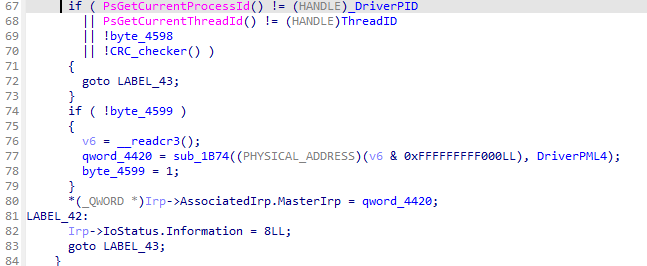 67 if ( PsGetCurrentProcessId() != (HANDLE)_DriverPID
68 || PsGetCurrentThreadId() != (HANDLE)ThreadID
69 || !byte_4598
70 || !CRC_checker() )
71 {
72 goto LABEL_43;
73 }
74 if ( !byte_4599 )
75 {
76 v6 = __readcr3();
77 qword_4420 = sub_1B74((PHYSICAL_ADDRESS)(v6 & 0xFFFFFFFFF000LL), DriverPML4);
78 byte_4599 = 1;
79 }
80 *(_QWORD *)Irp->AssociatedIrp.MasterIrp = qword_4420;
81 LABEL_42:
82 Irp->IoStatus.Information = 8LL;
83 goto LABEL_43;
84 }